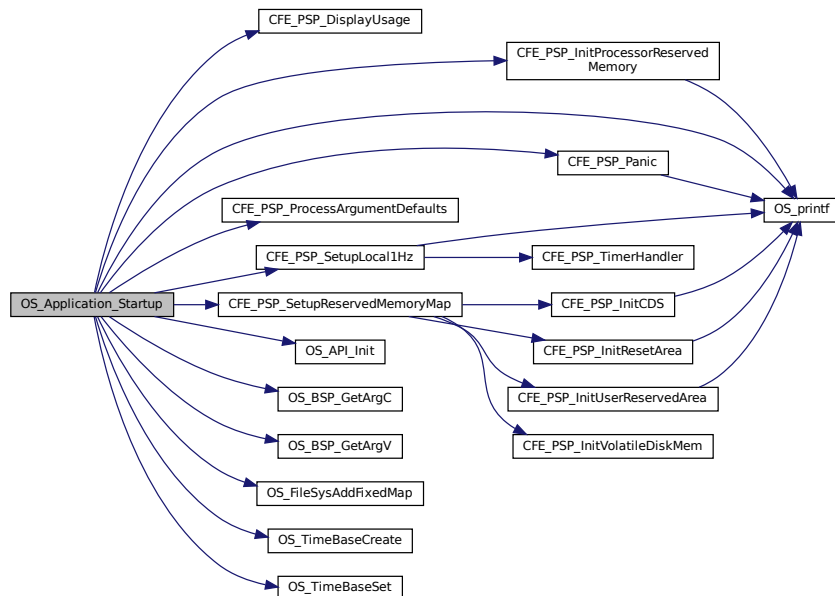 CFE_PSP_DisplayUsage
CFE_PSP_InitProcessorReserved
Memory
CFE_PSP_Panic
CFE_PSP_ProcessArgumentDefaults
OS_printf
CFE_PSP_SetupLocal1Hz
CFE_PSP_TimerHandler
OS_Application_Startup
CFE_PSP_SetupReservedMemoryMap
CFE_PSP_InitCDS
OS_API_Init
CFE_PSP_InitResetArea
OS_BSP_GetArgC
CFE_PSP_InitUserReservedArea
OS_BSP_GetArgV
CFE_PSP_InitVolatileDiskMem
OS_FileSysAddFixedMap
OS_TimeBaseCreate
OS_TimeBaseSet